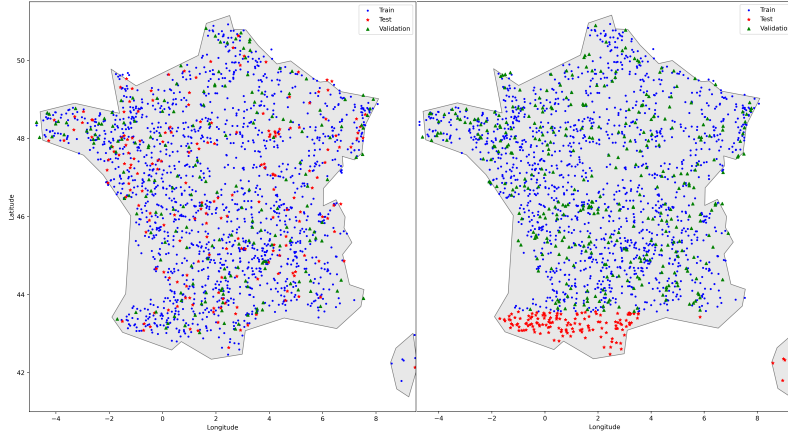 Train
Test
Validation
Train
Test
Validation
50
48
46
44
42
Latitude
−4
−2
0
2
4
6
8
−4
−2
0
2
4
6
8
Longitude
Longitude